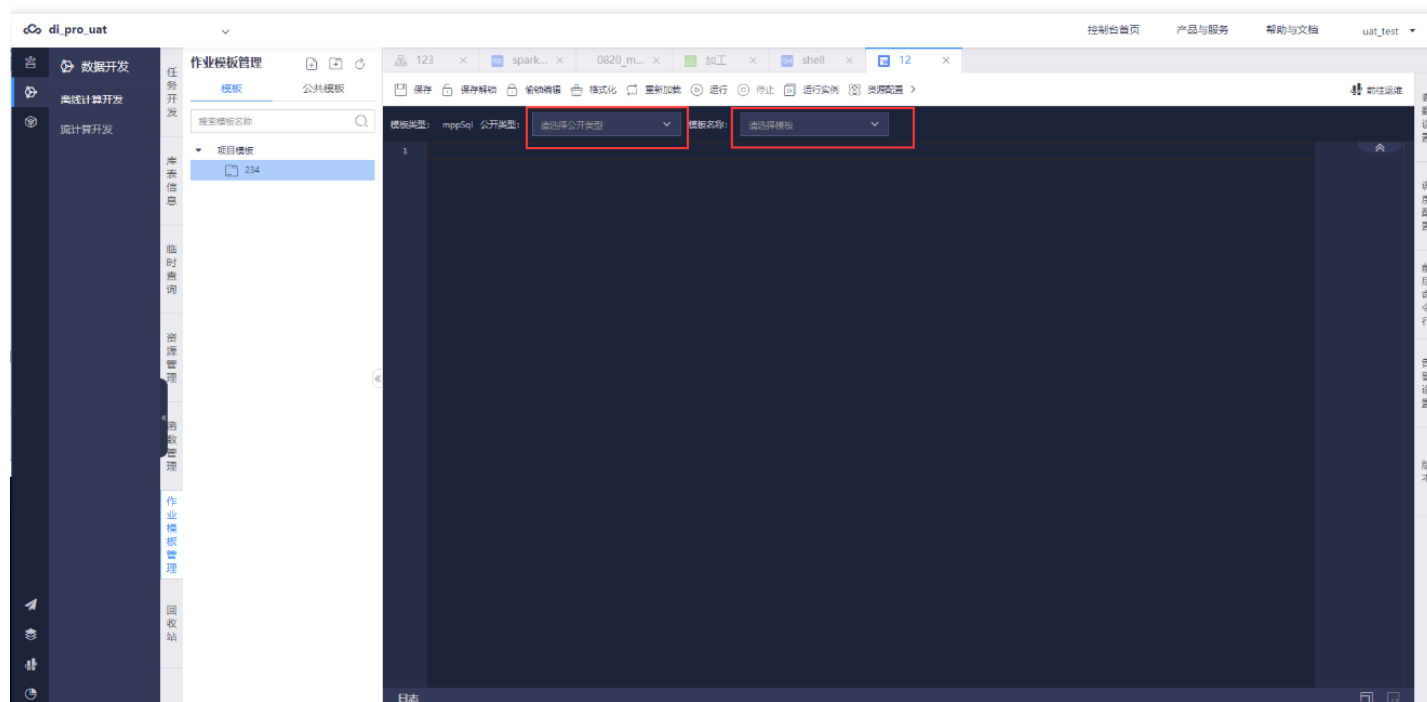 di_pro_uat
控制台首页 产品与服务 帮助与文档 uat_test
数据开发
离线计算开发
流计算开发
任务开发
库表信息
临时查询
资源管理
函数管理
作业模板管理
回收站
作业模板管理
模板 公共模板
搜索模板名称
项目模板
234
123 spark... 0820_m... 加工 shell 12
保存 保存解锁 偷锁编辑 格式化 重新加载 运行 停止 运行实例 资源配置 前往运维
模板类型: mppSql 公开类型: 请选择公开类型 模板名称: 请选择模板
1
日志